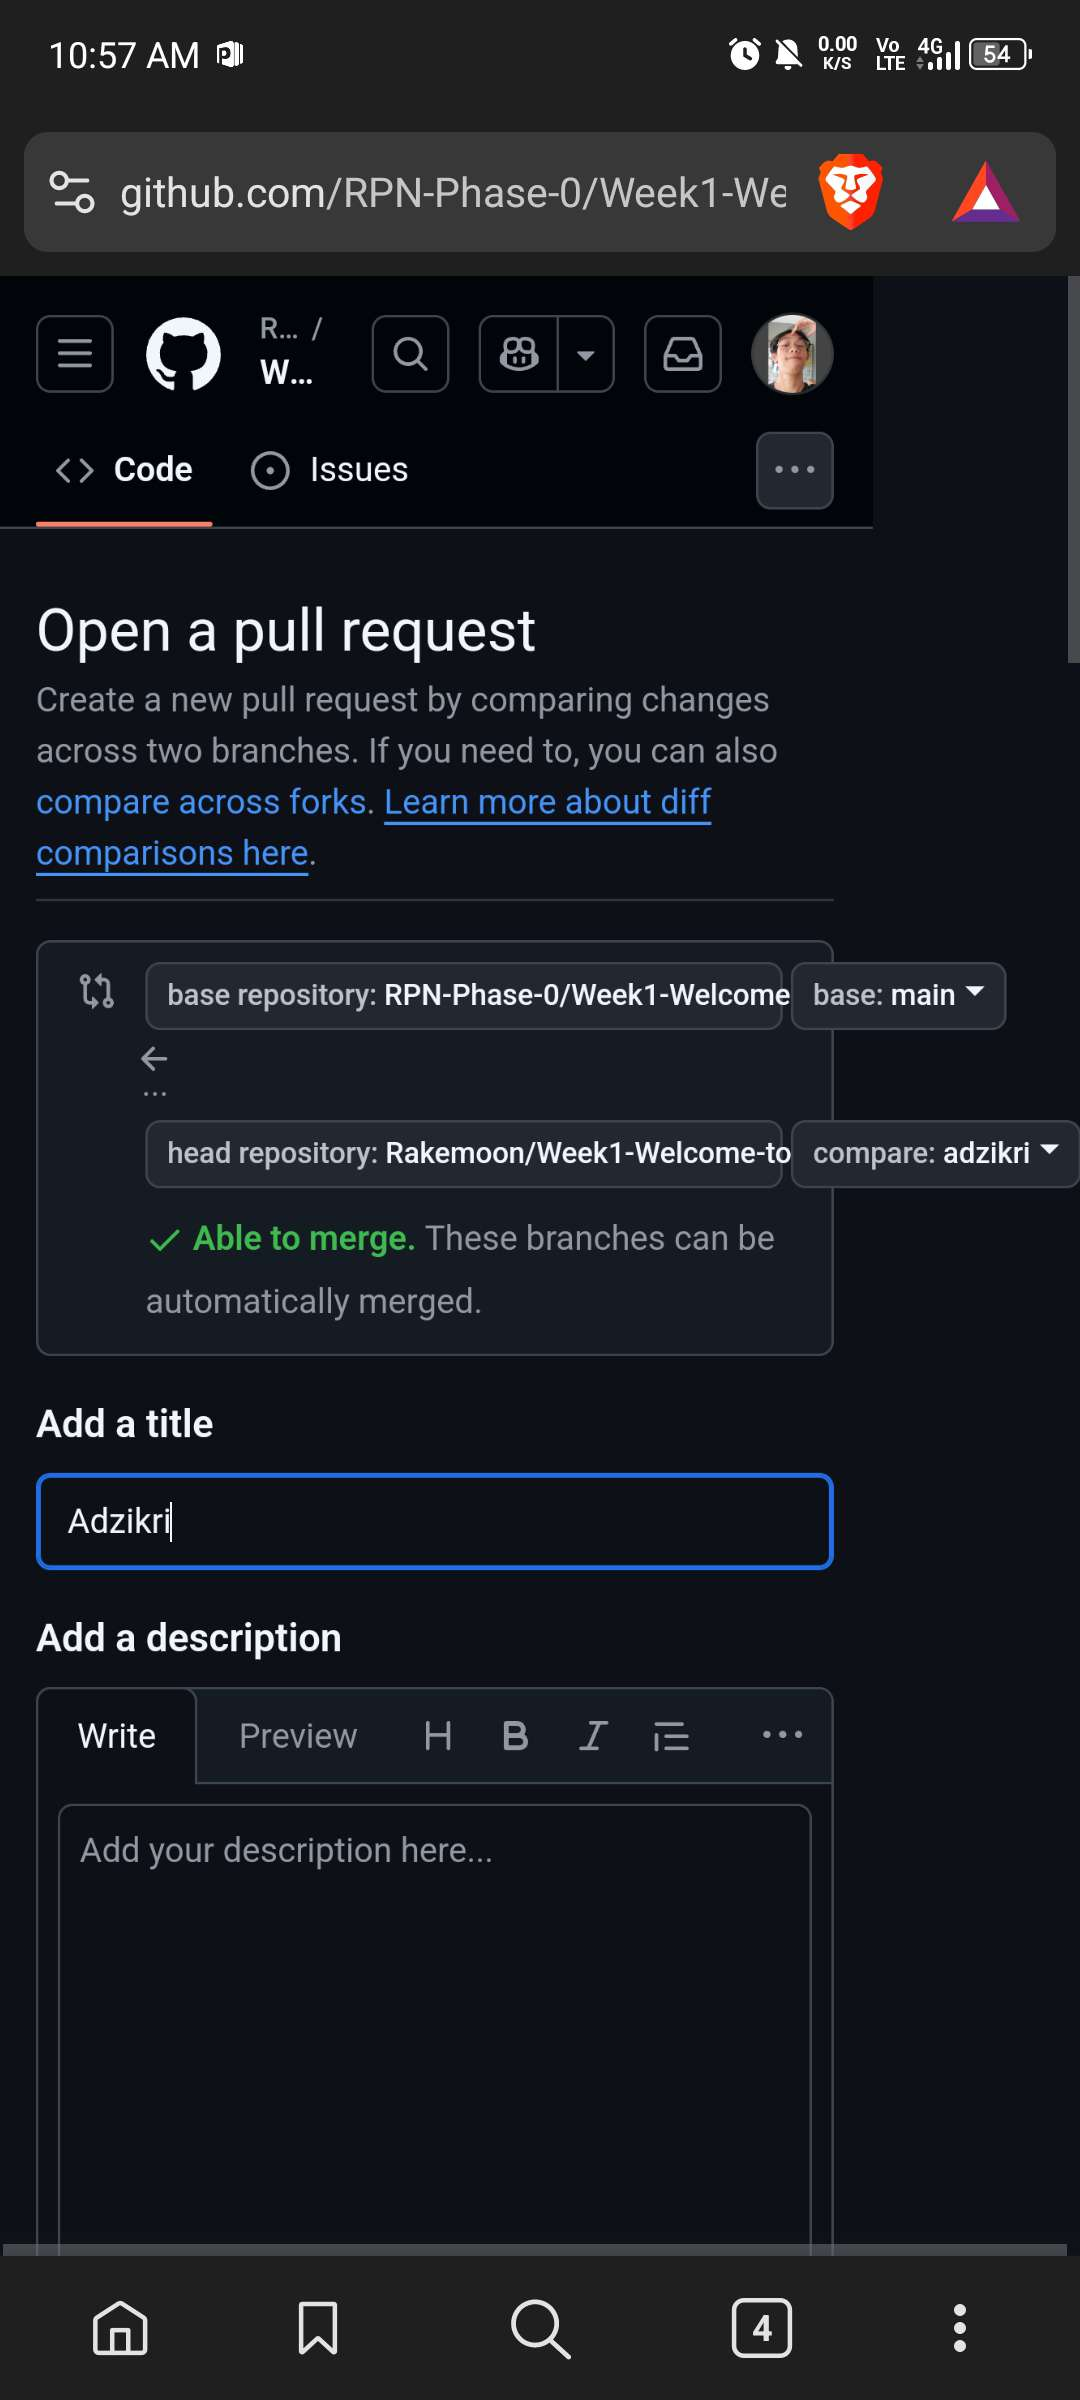 10:57 AM
0.00 K/S
Vo LTE
4G
54
github.com/RPN-Phase-0/Week1-We
R... /
W...
Code
Issues
Open a pull request
Create a new pull request by comparing changes
across two branches. If you need to, you can also
compare across forks. Learn more about diff
comparisons here.
base repository: RPN-Phase-0/Week1-Welcome
base: main
...
head repository: Rakemoon/Week1-Welcome-to
compare: adzikri
Able to merge. These branches can be
automatically merged.
Add a title
Adzikri
Add a description
Write
Preview
H
B
I
Add your description here...
4